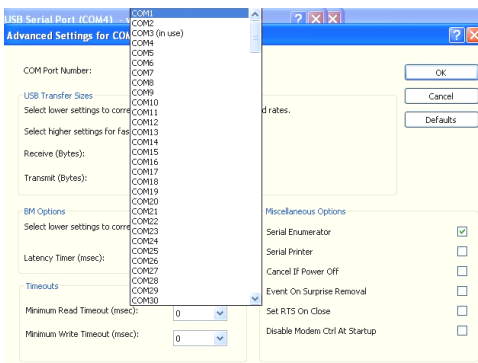 USB Serial Port (COM4) -
Advanced Settings for COM
COM Port Number:
COM1
COM2
COM3 (in use)
COM4
COM5
COM6
COM7
COM8
COM9
COM10
COM11
COM12
COM13
COM14
COM15
COM16
COM17
COM18
COM19
COM20
COM21
COM22
COM23
COM24
COM25
COM26
COM27
COM28
COM29
COM30
OK
Cancel
Defaults
USB Transfer Sizes
Select lower settings to corre d rates.
Select higher settings for fas
Receive (Bytes):
Transmit (Bytes):
BM Options
Select lower settings to corre
Latency Timer (msec):
Timeouts
Minimum Read Timeout (msec): 0
Minimum Write Timeout (msec): 0
Miscellaneous Options
Serial Enumerator
Serial Printer
Cancel If Power Off
Event On Surprise Removal
Set RTS On Close
Disable Modem Ctrl At Startup